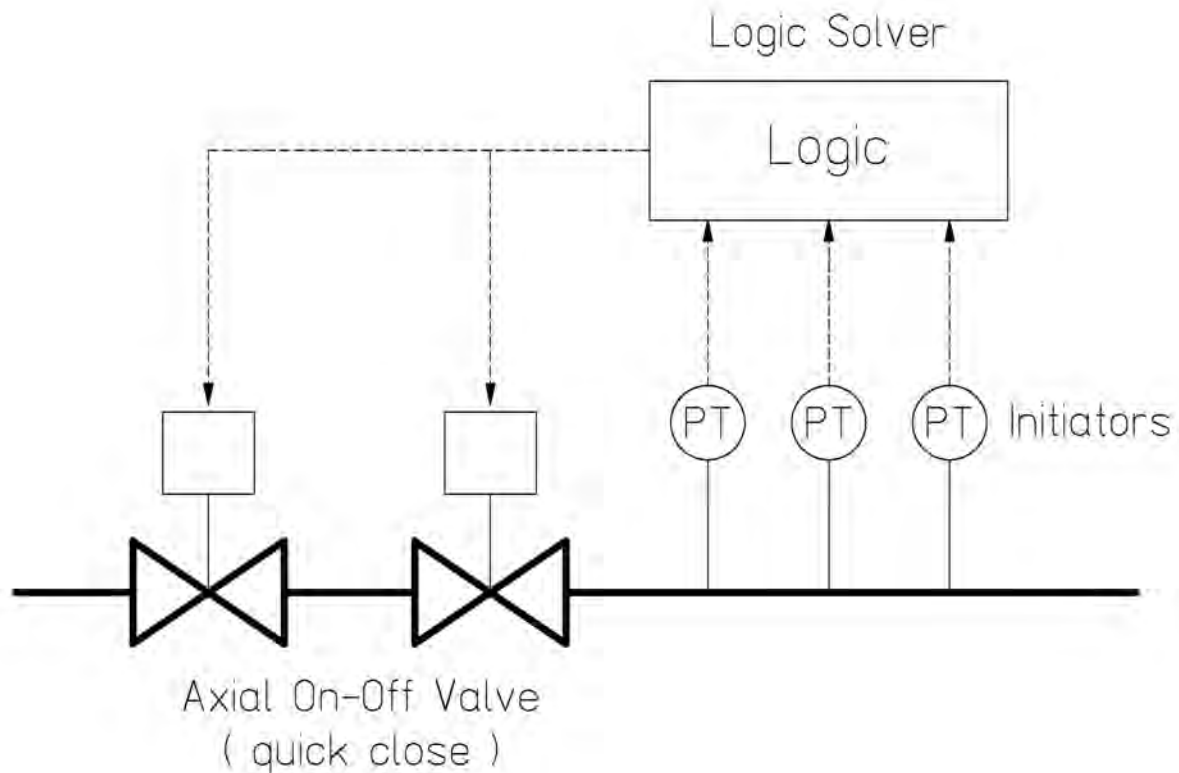 Logic Solver
Logic
PT PT PT Initiators
Axial On-Off Valve
( quick close )